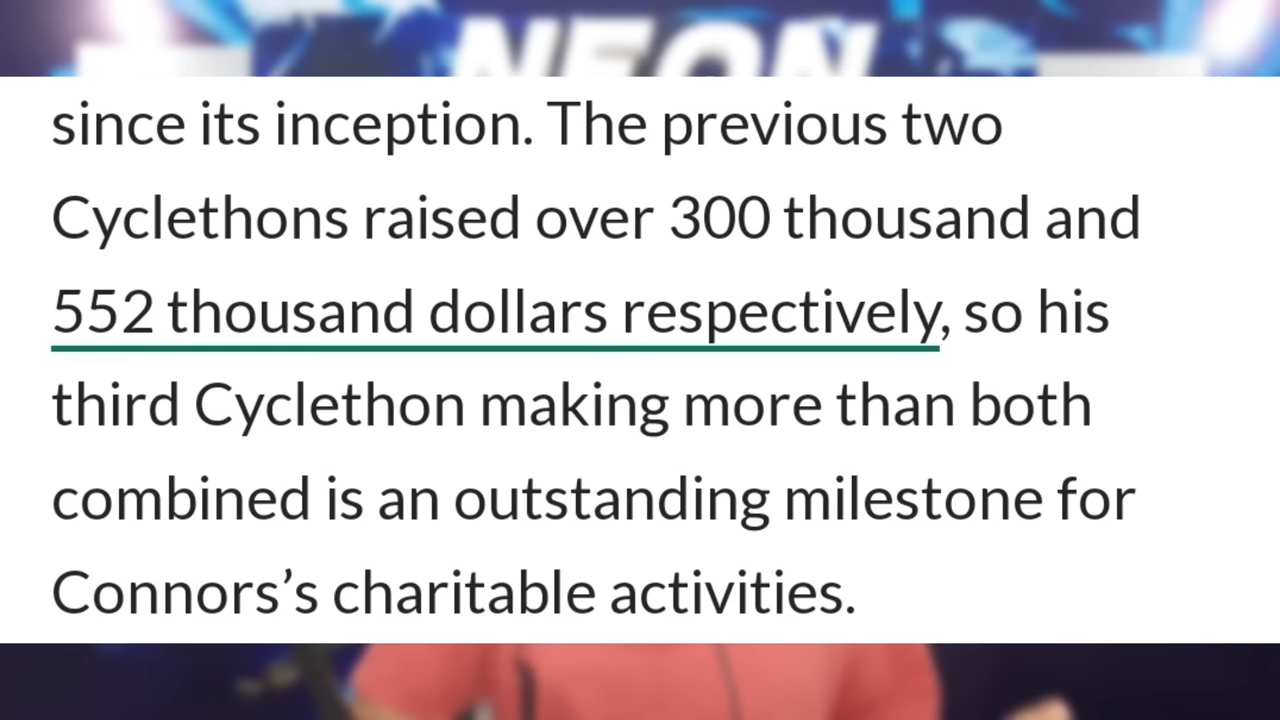 NEON
since its inception. The previous two
Cyclethons raised over 300 thousand and
552 thousand dollars respectively, so his
third Cyclethon making more than both
combined is an outstanding milestone for
Connors’s charitable activities.